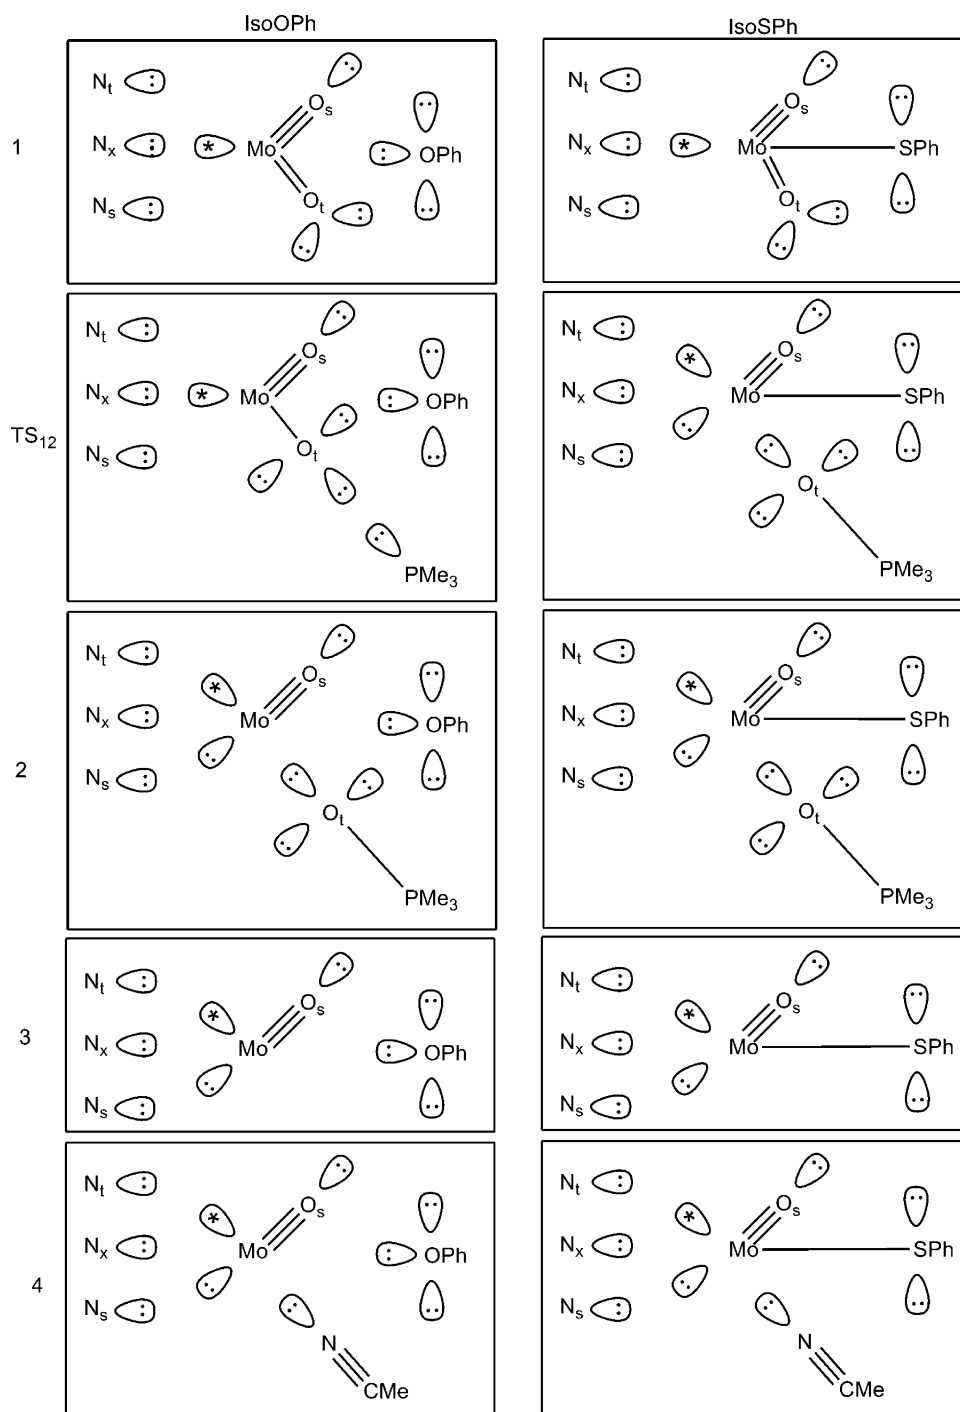 IsoOPh
IsoSPh
1
Nt
Nx
Ns
*
Mo
Os
Ot
OPh
Nt
Nx
Ns
*
Mo
Os
Ot
SPh
TS12
Nt
Nx
Ns
*
Mo
Os
Ot
OPh
PMe3
Nt
Nx
Ns
*
Mo
Os
Ot
SPh
PMe3
2
Nt
Nx
Ns
*
Mo
Os
Ot
OPh
PMe3
Nt
Nx
Ns
*
Mo
Os
Ot
SPh
PMe3
3
Nt
Nx
Ns
*
Mo
Os
OPh
Nt
Nx
Ns
*
Mo
Os
SPh
4
Nt
Nx
Ns
*
Mo
Os
OPh
N
CMe
Nt
Nx
Ns
*
Mo
Os
SPh
N
CMe